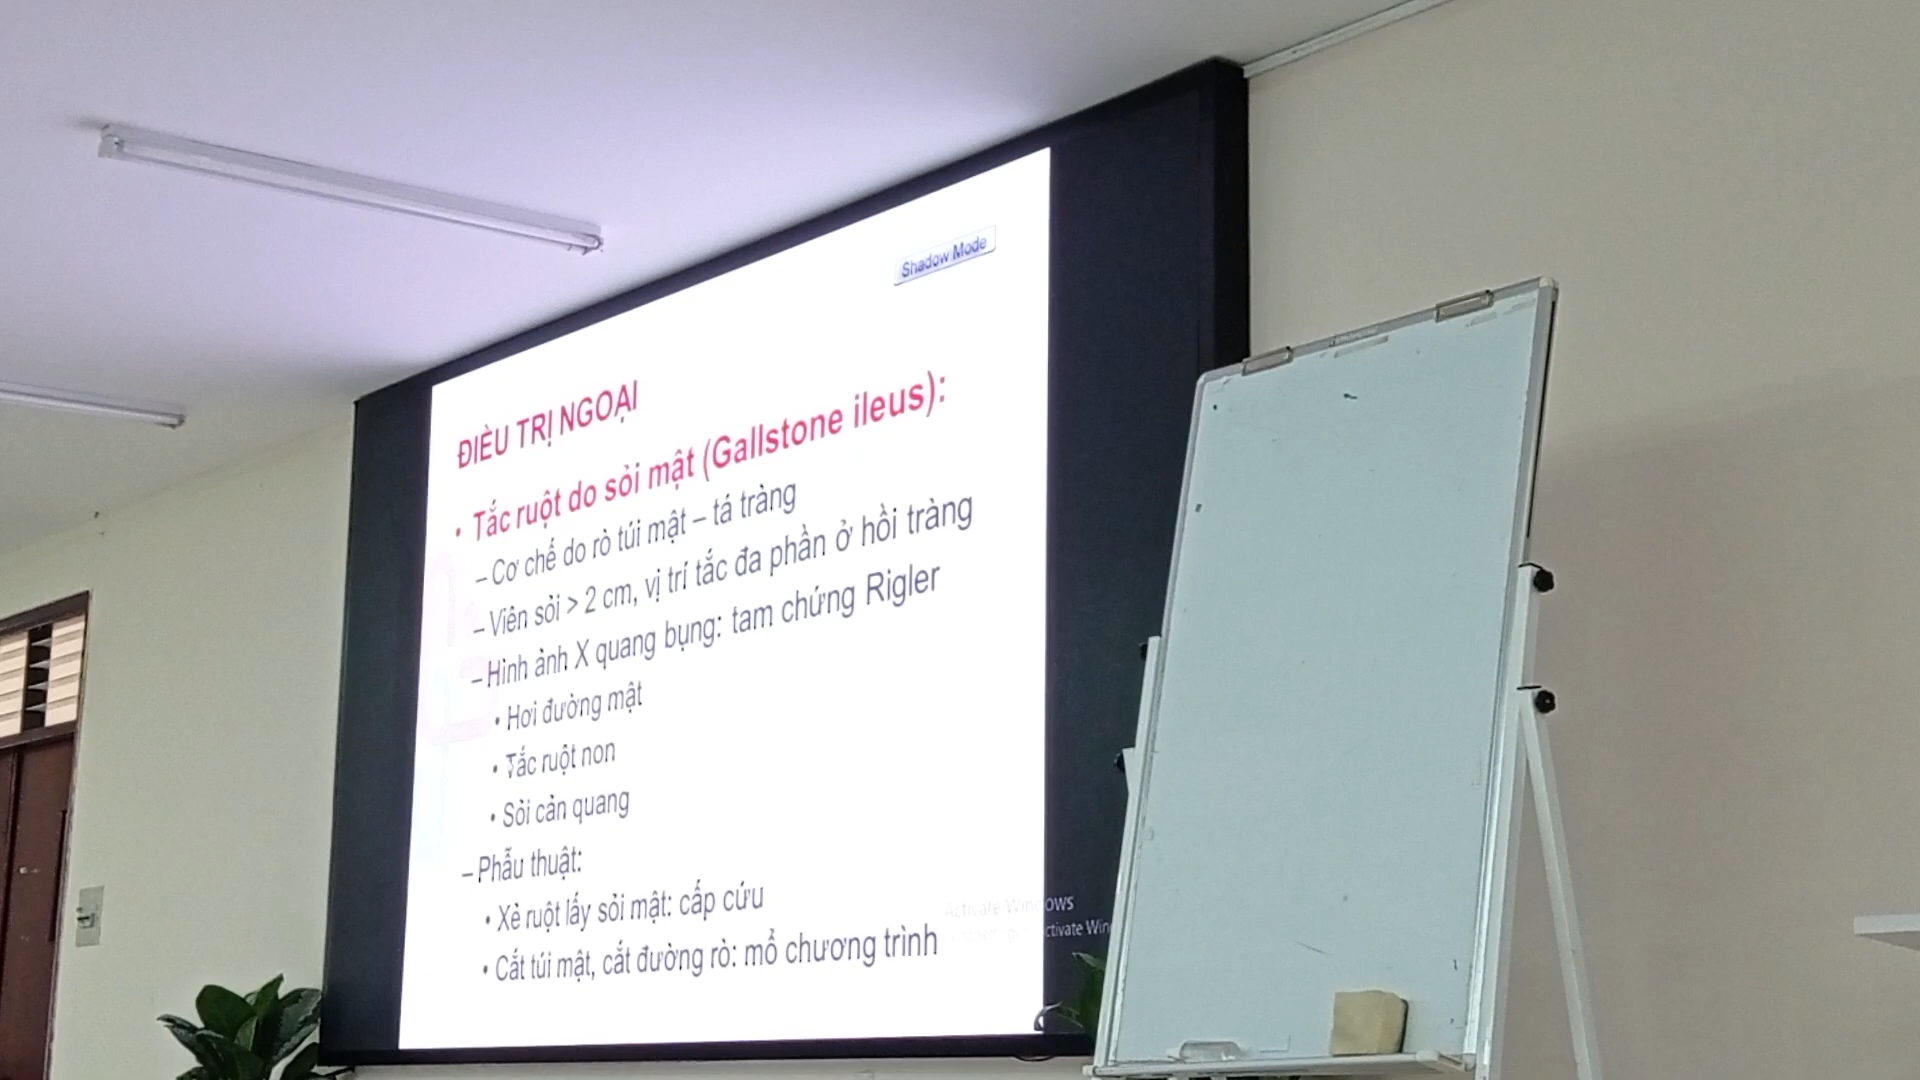 Shadow Mode
ĐIỀU TRỊ NGOẠI
• Tắc ruột do sỏi mật (Gallstone ileus):
– Cơ chế do rò túi mật – tá tràng
– Viên sỏi > 2 cm, vị trí tắc đa phần ở hồi tràng
– Hình ảnh X quang bụng: tam chứng Rigler
• Hơi đường mật
• Tắc ruột non
• Sỏi cản quang
– Phẫu thuật:
• Xẻ ruột lấy sỏi mật: cấp cứu
• Cắt túi mật, cắt đường rò: mổ chương trình
Activate Windows